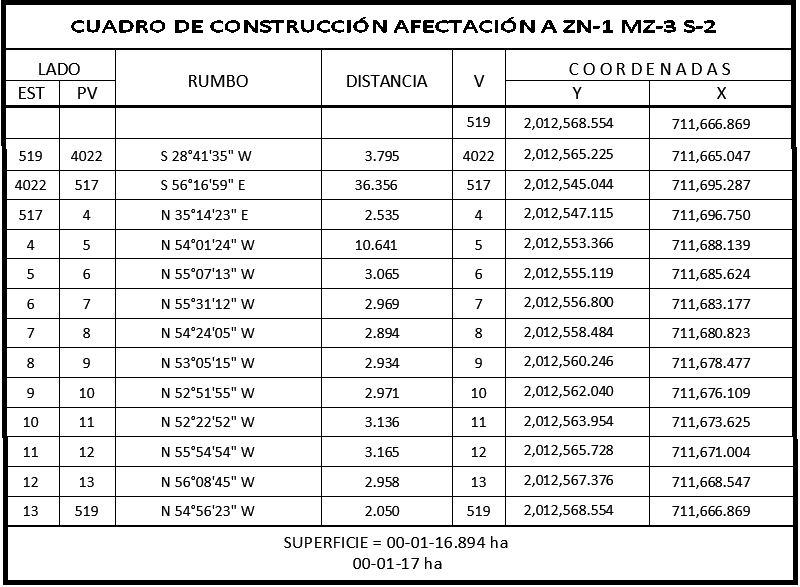 CUADRO DE CONSTRUCCIÓN AFECTACIÓN A ZN-1 MZ-3 S-2
LADO RUMBO DISTANCIA V COORDENADAS
EST PV Y X
519 2,012,568.554 711,666.869
519 4022 S 28°41'35" W 3.795 4022 2,012,565.225 711,665.047
4022 517 S 56°16'59" E 36.356 517 2,012,545.044 711,695.287
517 4 N 35°14'23" E 2.535 4 2,012,547.115 711,696.750
4 5 N 54°01'24" W 10.641 5 2,012,553.366 711,688.139
5 6 N 55°07'13" W 3.065 6 2,012,555.119 711,685.624
6 7 N 55°31'12" W 2.969 7 2,012,556.800 711,683.177
7 8 N 54°24'05" W 2.894 8 2,012,558.484 711,680.823
8 9 N 53°05'15" W 2.934 9 2,012,560.246 711,678.477
9 10 N 52°51'55" W 2.971 10 2,012,562.040 711,676.109
10 11 N 52°22'52" W 3.136 11 2,012,563.954 711,673.625
11 12 N 55°54'54" W 3.165 12 2,012,565.728 711,671.004
12 13 N 56°08'45" W 2.958 13 2,012,567.376 711,668.547
13 519 N 54°56'23" W 2.050 519 2,012,568.554 711,666.869
SUPERFICIE = 00-01-16.894 ha
00-01-17 ha